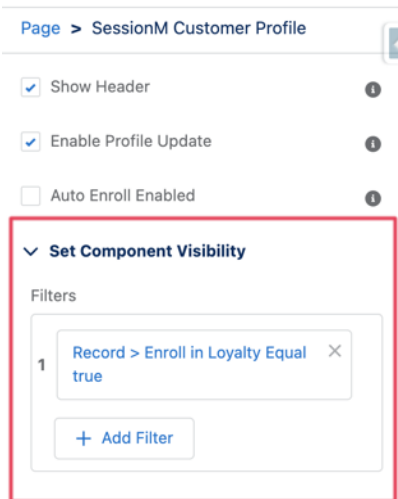 Page > SessionM Customer Profile
Show Header
Enable Profile Update
Auto Enroll Enabled
Set Component Visibility
Filters
1
Record > Enroll in Loyalty Equal
true
+ Add Filter